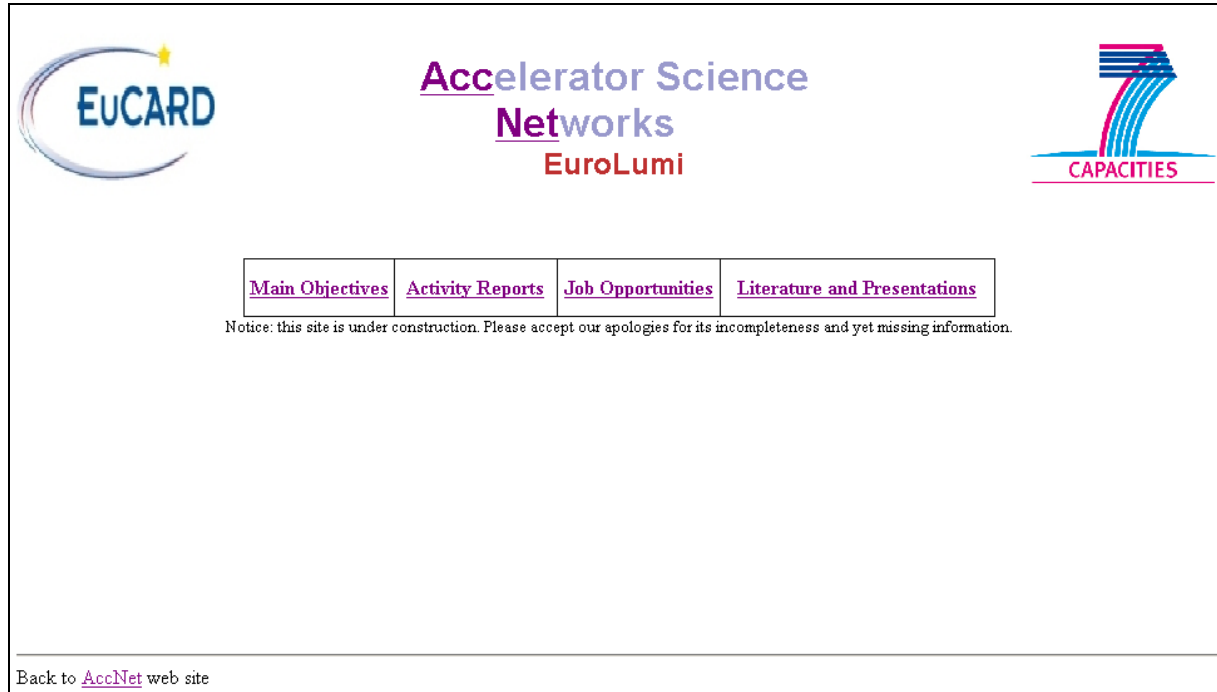 EuCARD
Accelerator Science
Networks
EuroLumi
7
CAPACITIES
Main Objectives Activity Reports Job Opportunities Literature and Presentations
Notice: this site is under construction. Please accept our apologies for its incompleteness and yet missing information.
Back to AccNet web site